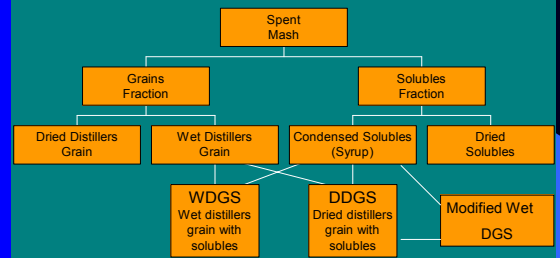 Spent
Mash
Grains
Fraction
Solubles
Fraction
Dried Distillers
Grain
Wet Distillers
Grain
Condensed Solubles
(Syrup)
Dried
Solubles
WDGS
Wet distillers
grain with
solubles
DDGS
Dried distillers
grain with
solubles
Modified Wet
DGS